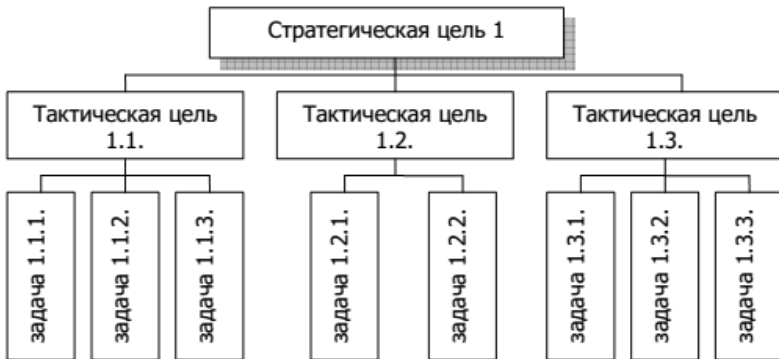 Стратегическая цель 1
Тактическая цель
1.1.
Тактическая цель
1.2.
Тактическая цель
1.3.
задача 1.1.1.
задача 1.1.2.
задача 1.1.3.
задача 1.2.1.
задача 1.2.2.
задача 1.3.1.
задача 1.3.2.
задача 1.3.3.